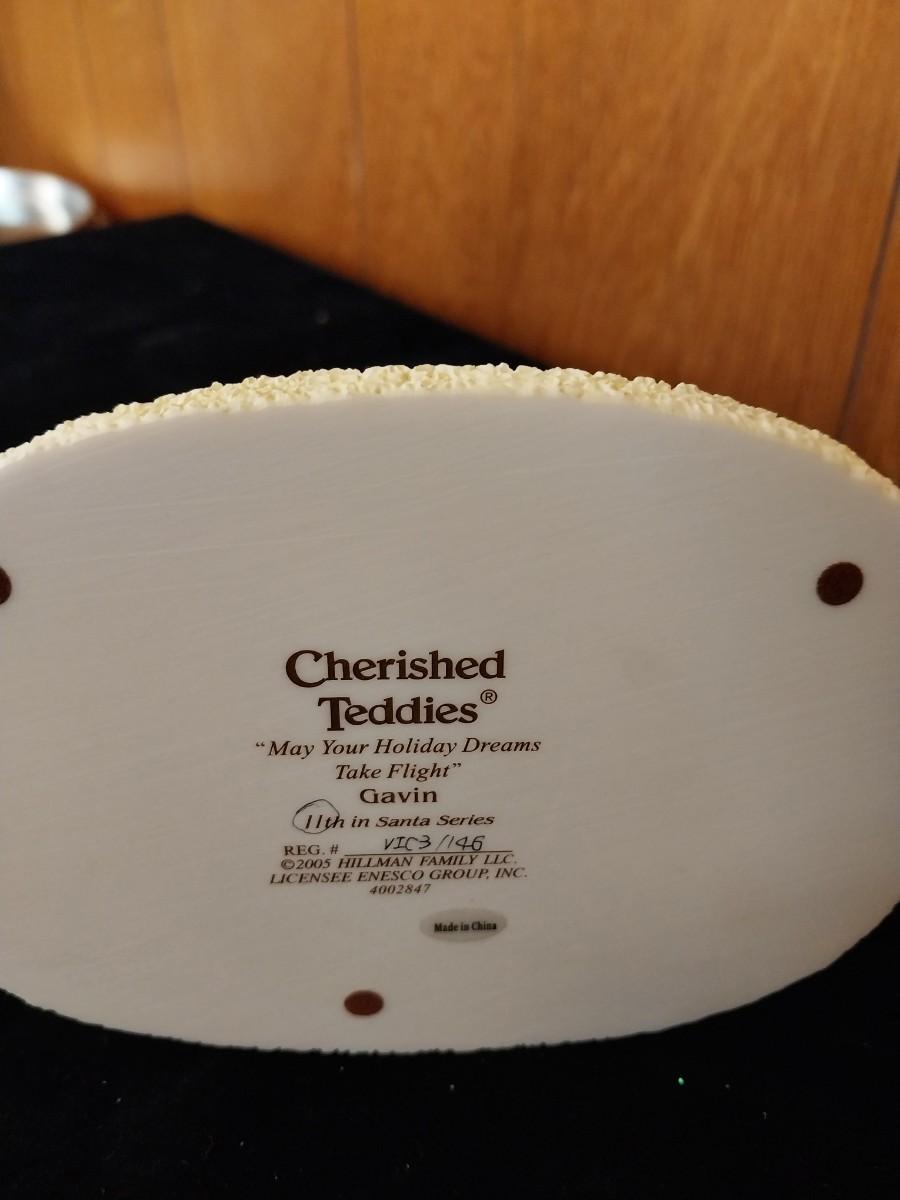 Cherished
Teddies®
“May Your Holiday Dreams
Take Flight”
Gavin
11th in Santa Series
REG. # VIC3/146
©2005 HILLMAN FAMILY LLC.
LICENSEE ENESCO GROUP, INC.
4002847
Made in China